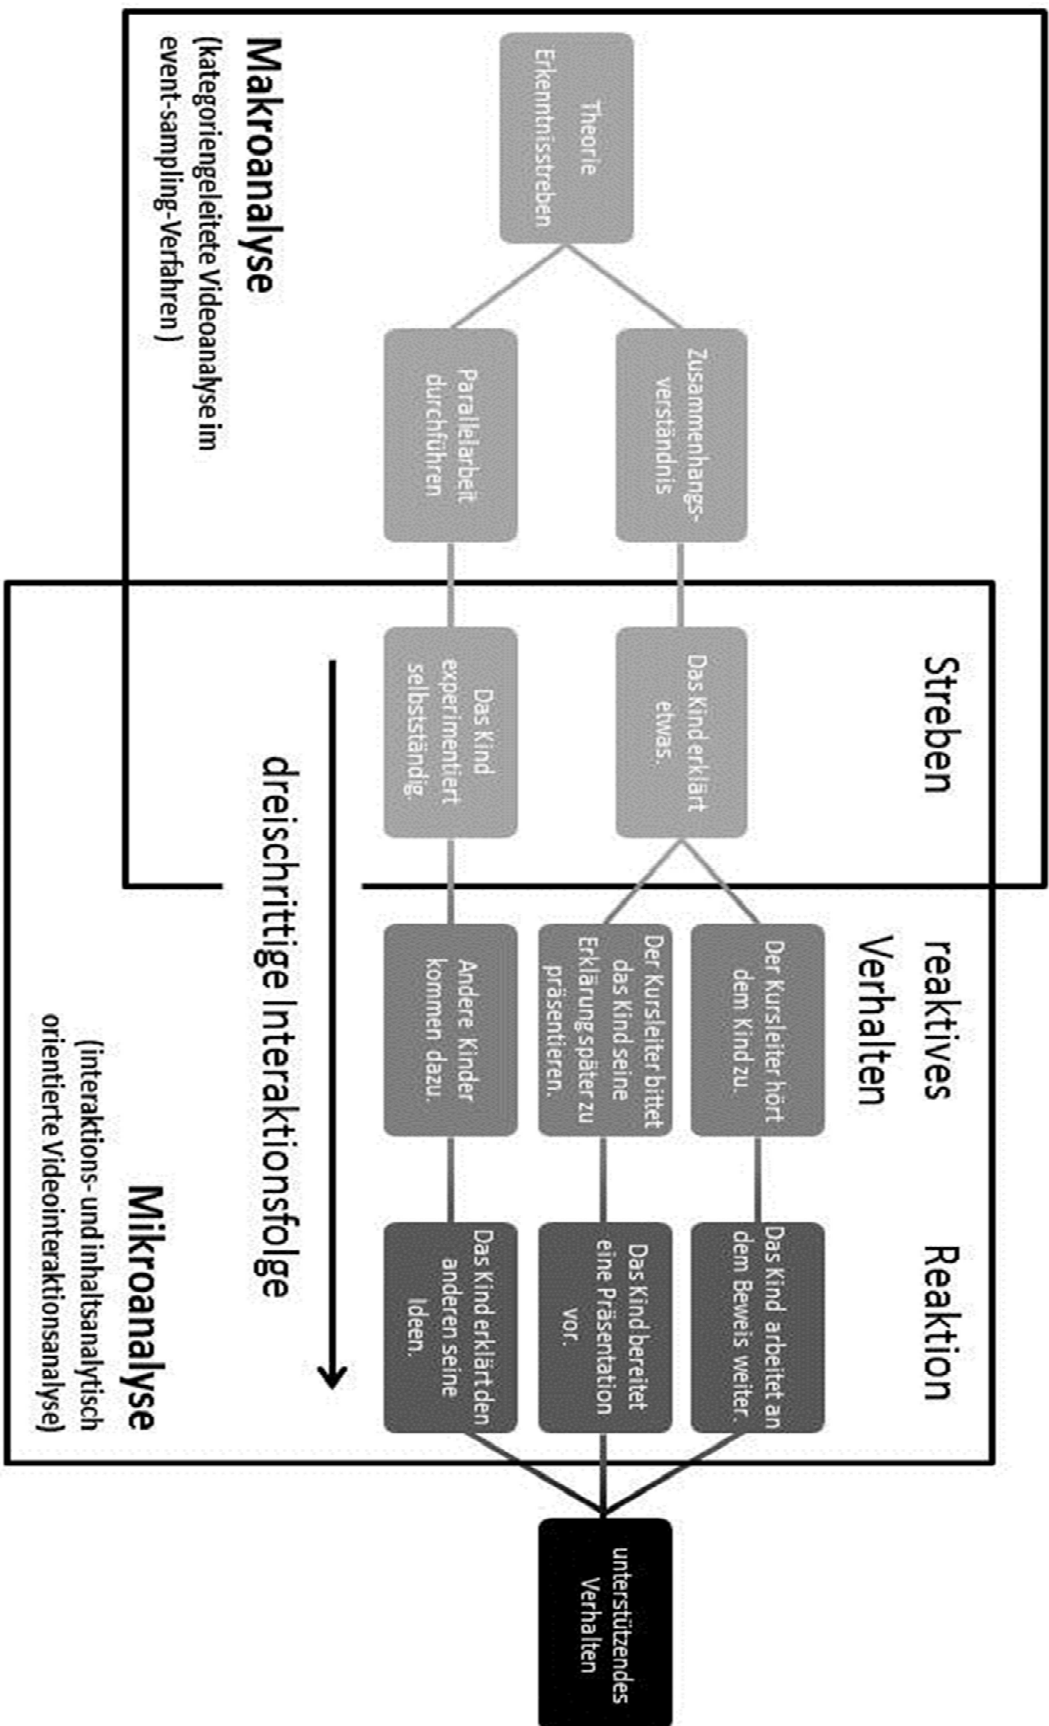 Streben
reaktives
Verhalten
Reaktion
Theorie
Erkenntnisstreben
Zusammenhangs-
verständnis
Das Kind erklärt
etwas.
Der Kursleiter hört
dem Kind zu.
Das Kind arbeitet an
dem Beweis weiter.
Der Kursleiter bittet
das Kind seine
Erklärung später zu
präsentieren.
Das Kind bereitet
eine Präsentation
vor.
unterstützendes
Verhalten
Parallelarbeit
durchführen
Das Kind
experimentiert
selbstständig.
Andere Kinder
kommen dazu.
Das Kind erklärt den
anderen seine
Ideen.
dreischrittige Interaktionsfolge
Makroanalyse
(kategoriengeleitete Videoanalyse im
event-sampling-Verfahren )
Mikroanalyse
(interaktions- und inhaltsanalytisch
orientierte Videointeraktionsanalyse)